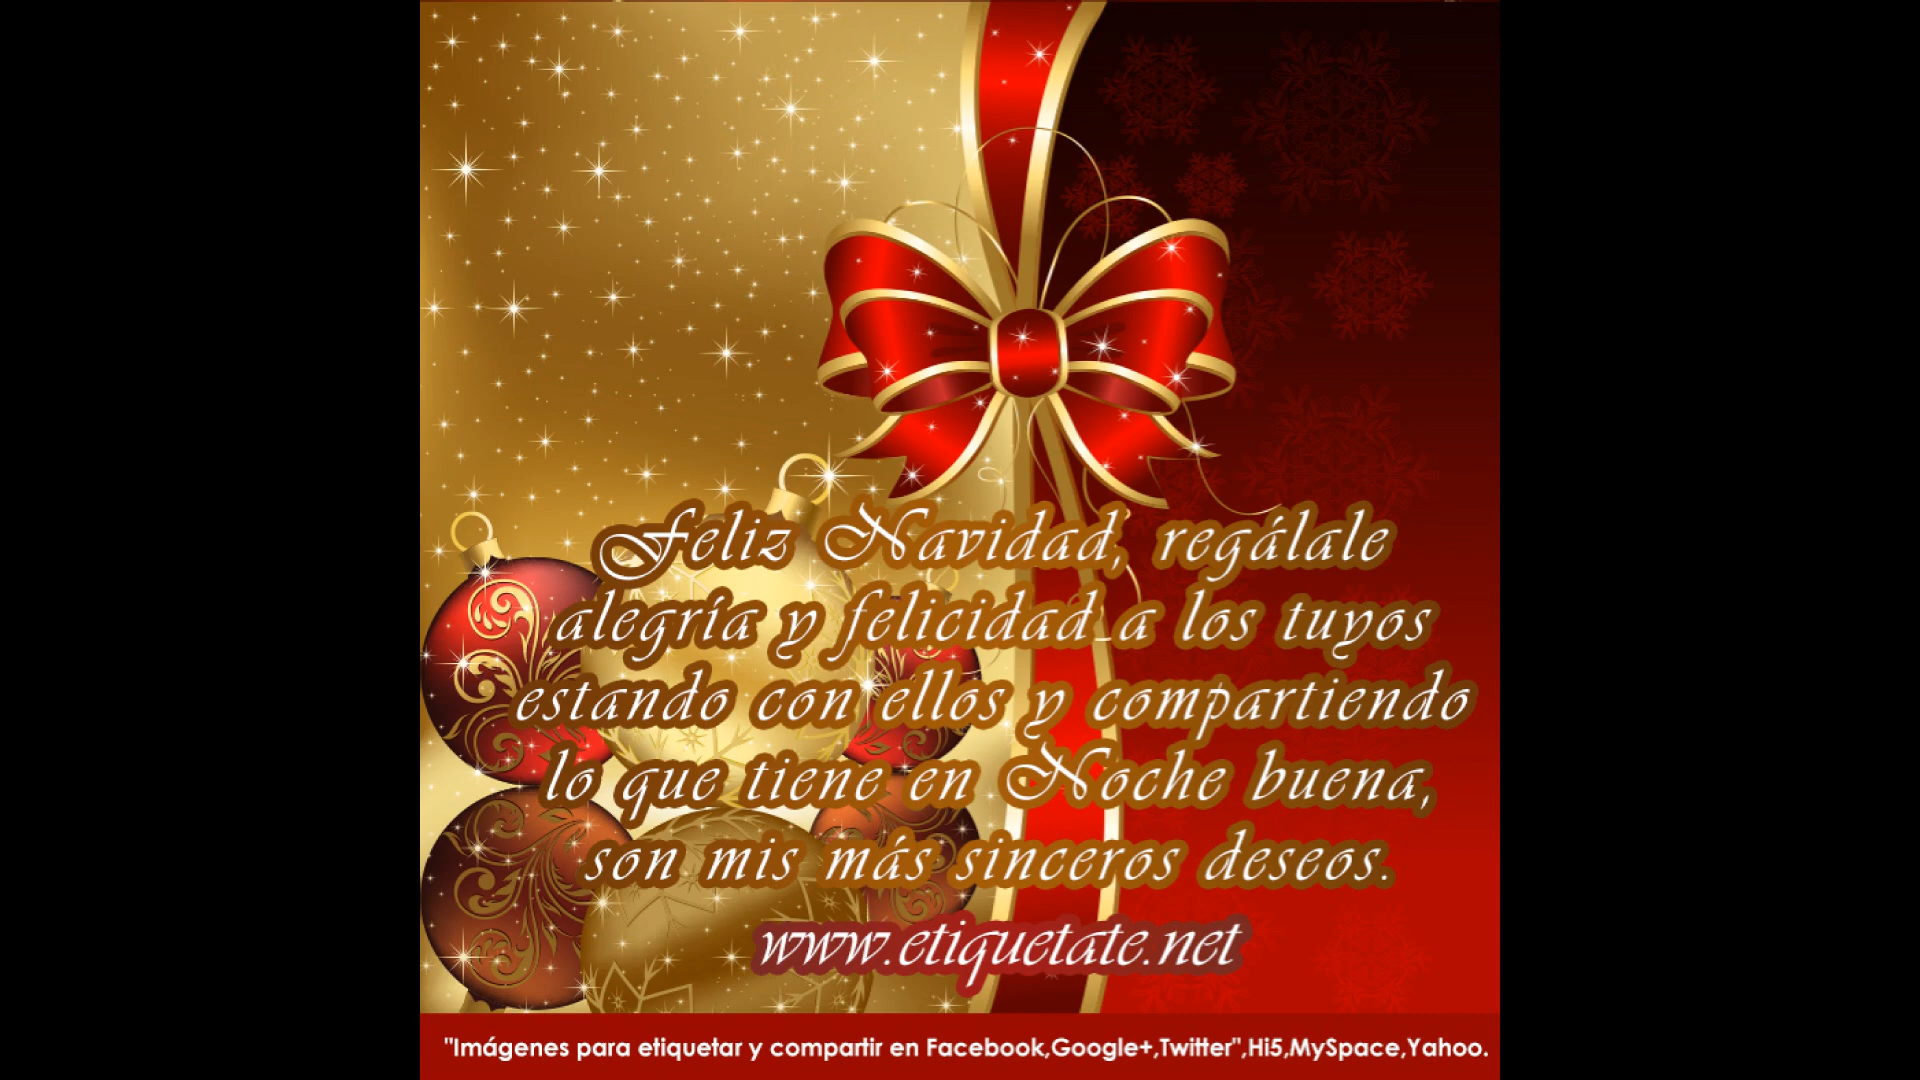 Feliz Navidad, regálale
alegría y felicidad a los tuyos
estando con ellos y compartiendo
lo que tiene en Noche buena,
son mis más sinceros deseos.
www.etiquetate.net
"Imágenes para etiquetar y compartir en Facebook,Google+,Twitter",Hi5,MySpace,Yahoo.